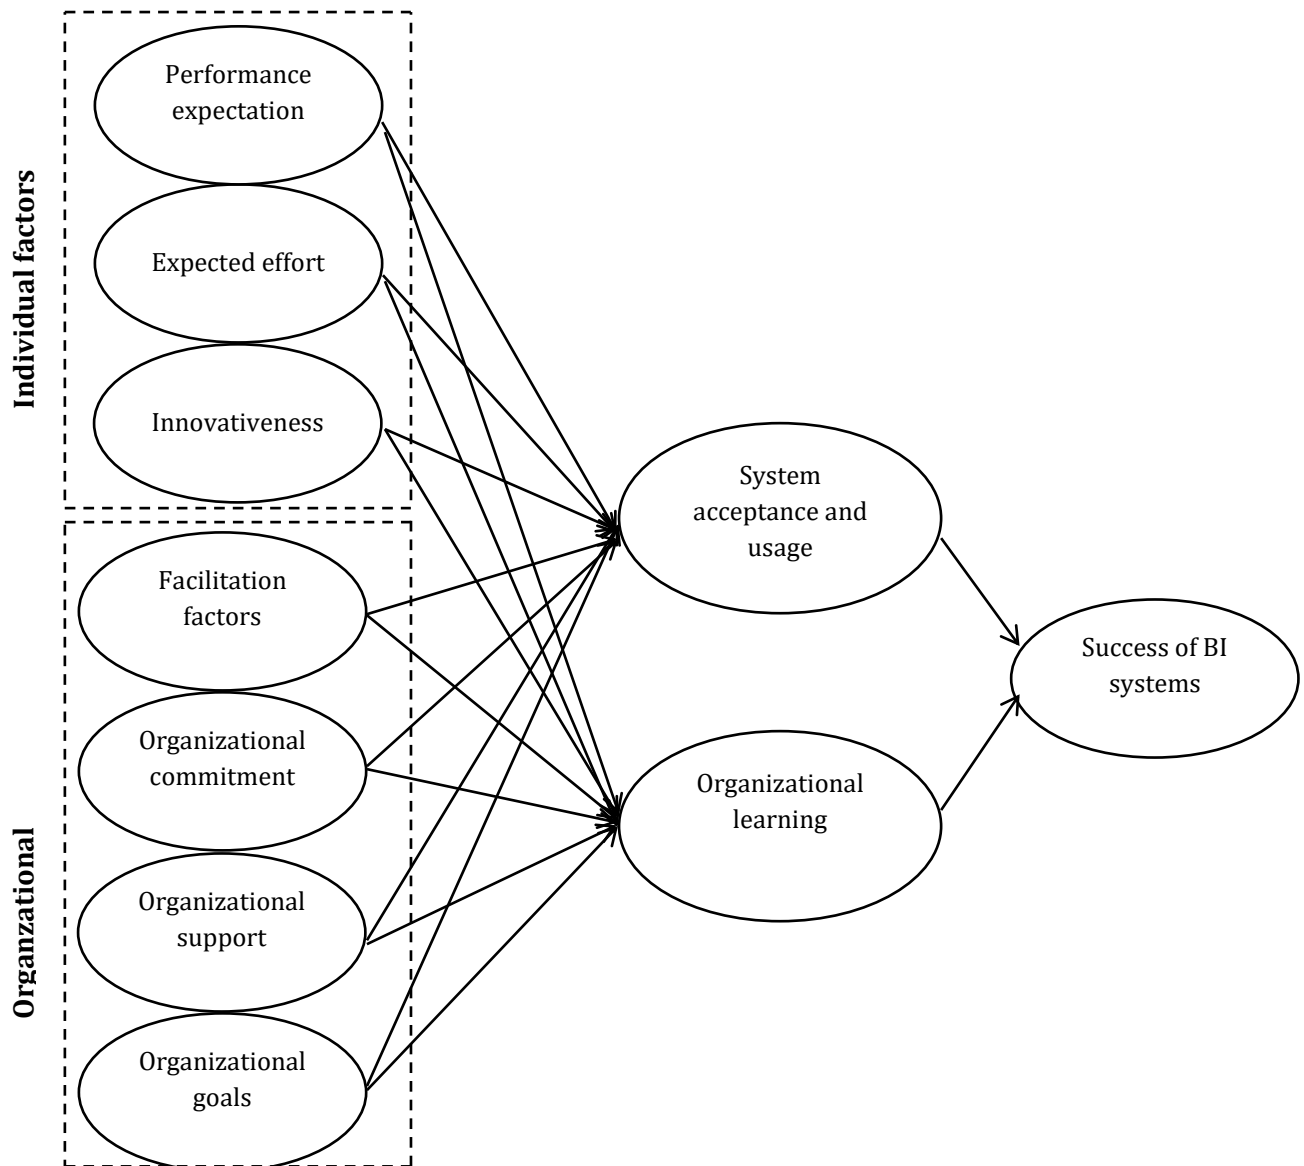 Individual factors
Performance
expectation
Expected effort
Innovativeness
Organzational
Facilitation
factors
Organizational
commitment
Organizational
support
Organizational
goals
System
acceptance and
usage
Organizational
learning
Success of BI
systems